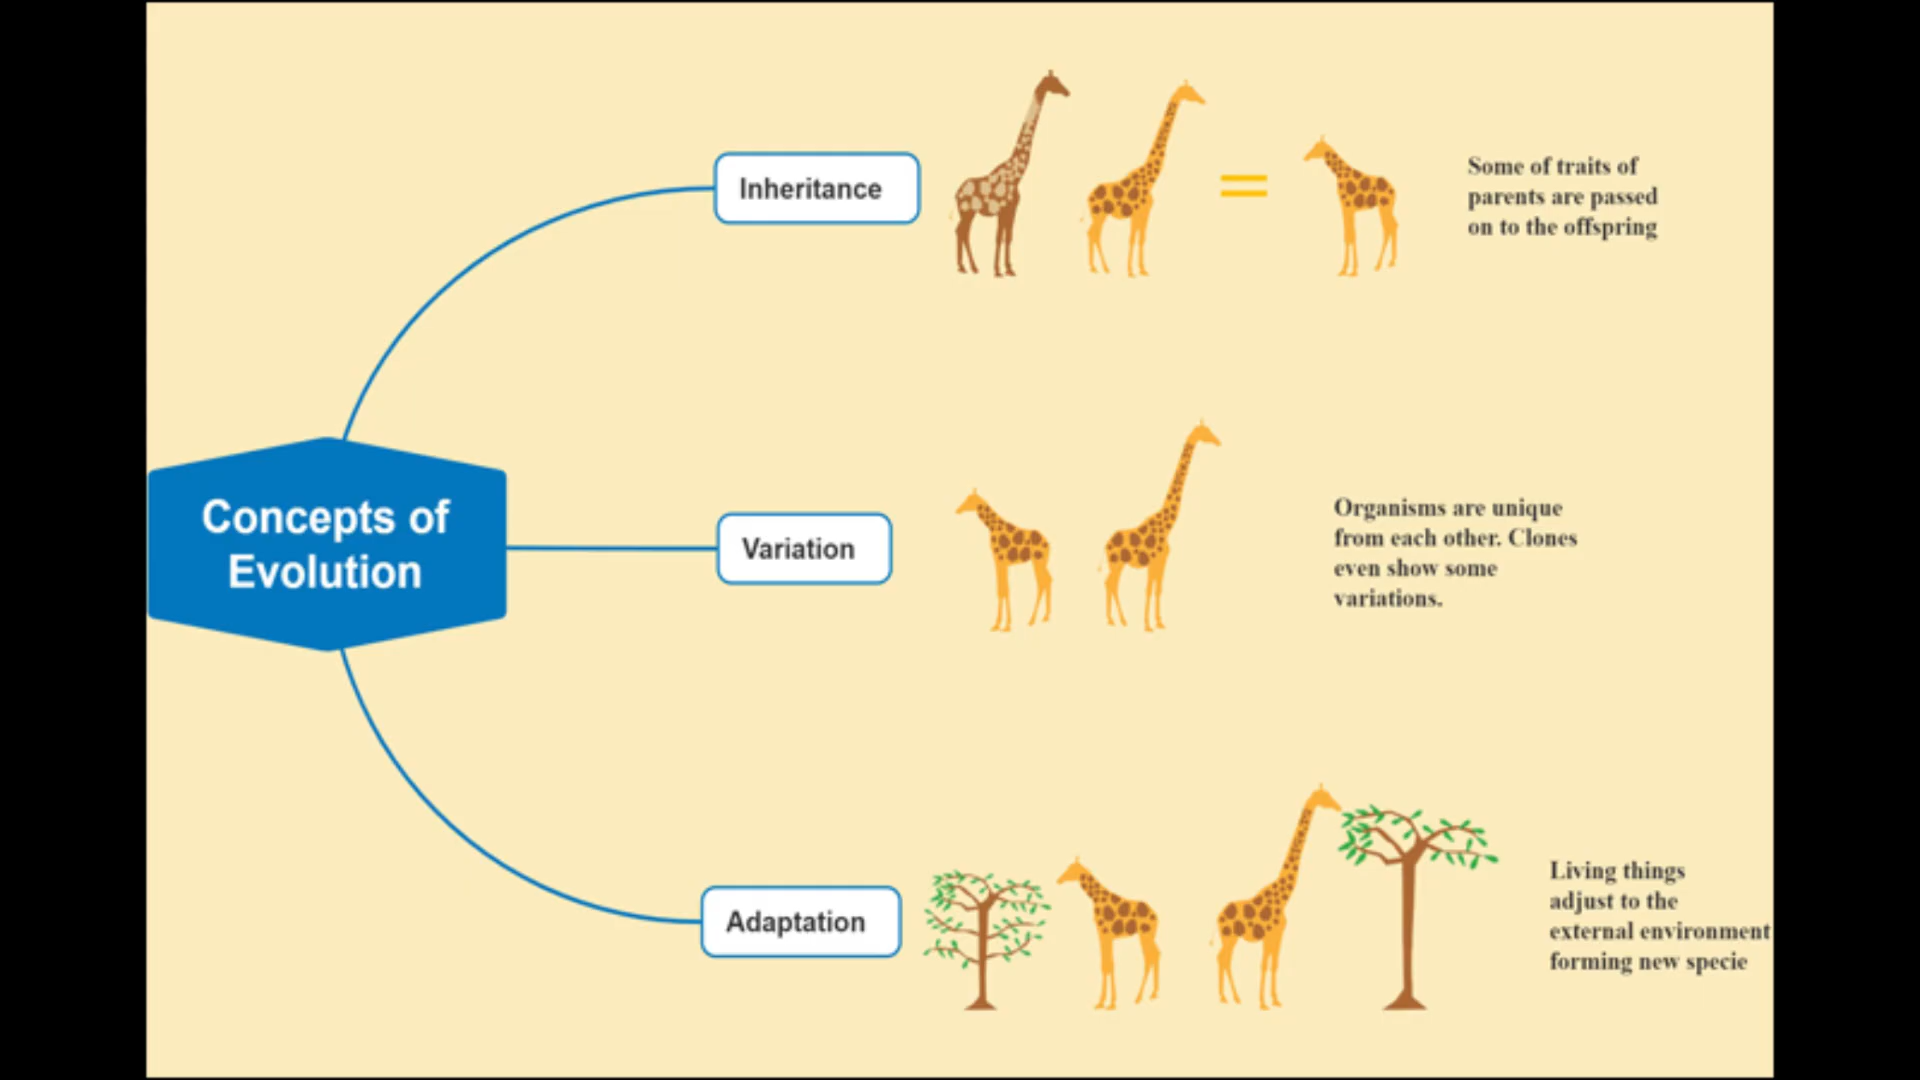 Concepts of
Evolution
Inheritance
Some of traits of
parents are passed
on to the offspring
Variation
Organisms are unique
from each other. Clones
even show some
variations.
Adaptation
Living things
adjust to the
external environment
forming new specie